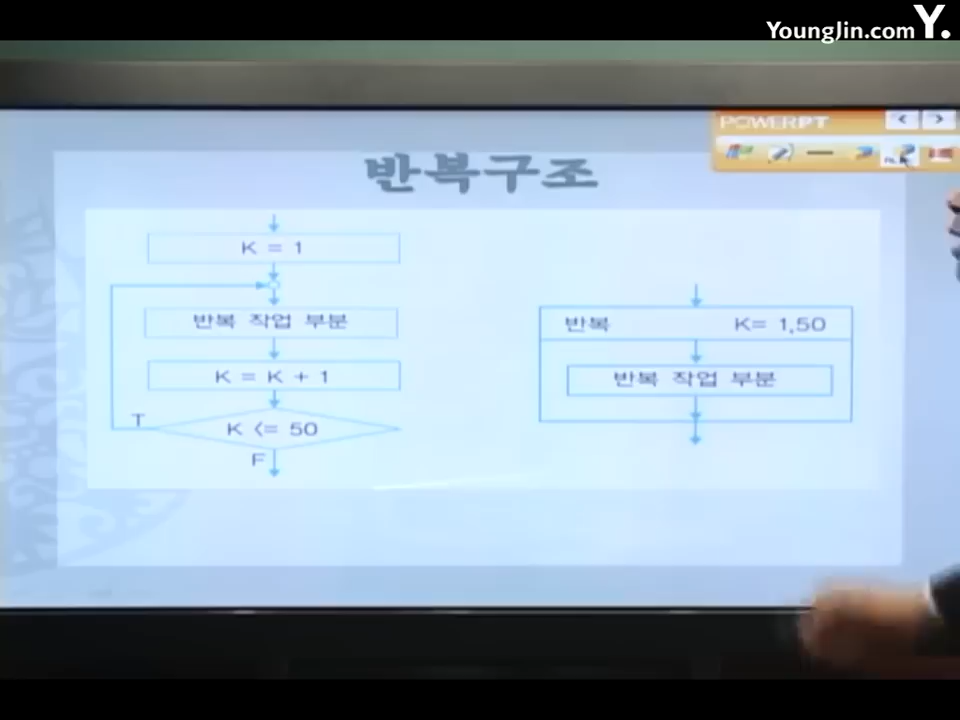 YoungJin.com Y.
POWERPT
반복구조
K = 1
반복 작업 부분
K = K + 1
T
K <= 50
F
반복 K= 1,50
반복 작업 부분